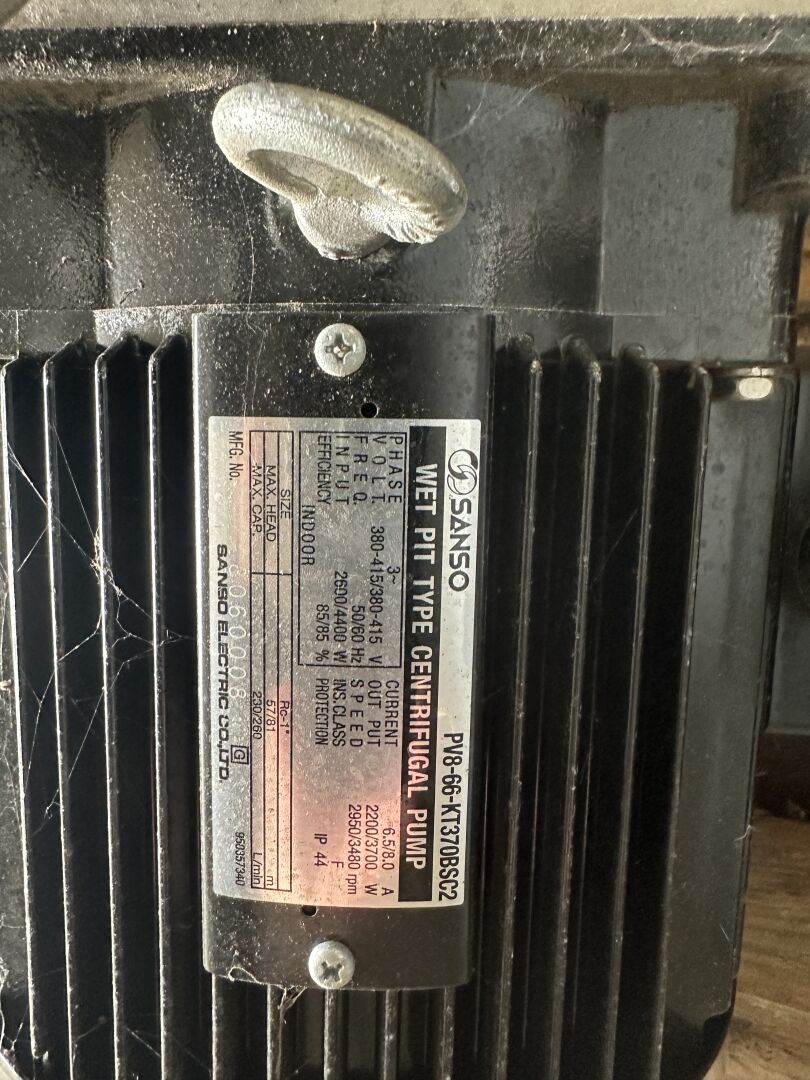 SANSO PV8-66-KT370BSC2
WET PIT TYPE CENTRIFUGAL PUMP
PHASE 3~ CURRENT 6.5/8.0 A
VOLT. 380-415/380-415 V OUT PUT 2200/3700 W
FREQ. 50/60 Hz SPEED 2950/3480 rpm
INPUT 2690/4400 W INS.CLASS F
EFFICIENCY 85/85 % PROTECTION IP 44
INDOOR
SIZE Rc-1"
MAX. HEAD 57/81 m
MAX. CAP. 230/260 L/min
MFG. No. G 950357340
SANSO ELECTRIC CO.,LTD.